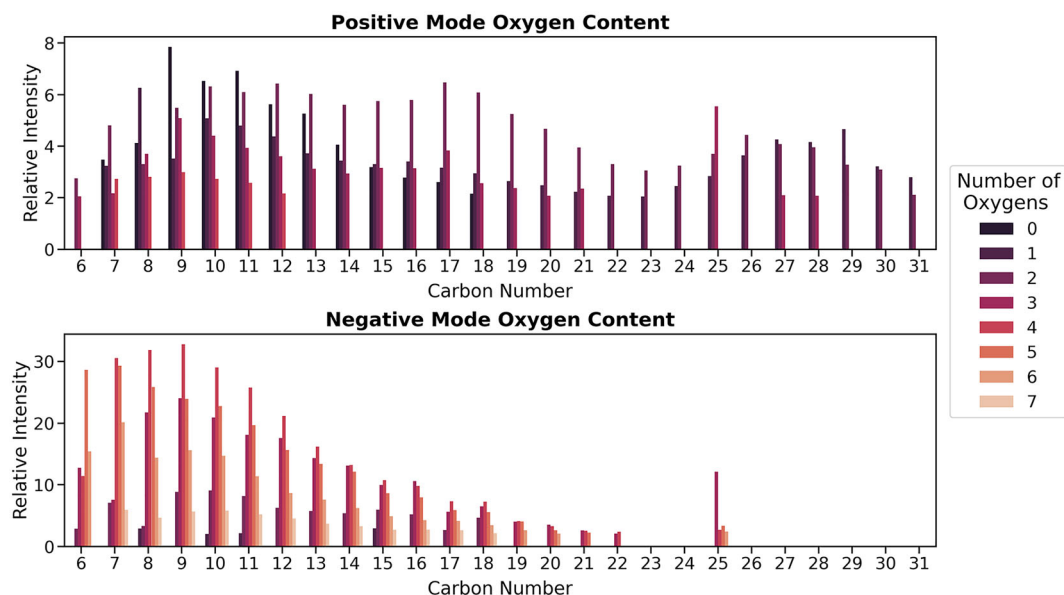 Positive Mode Oxygen Content
8
6
4
2
0
Relative Intensity
6 7 8 9 10 11 12 13 14 15 16 17 18 19 20 21 22 23 24 25 26 27 28 29 30 31
Carbon Number
Negative Mode Oxygen Content
30
20
10
0
Relative Intensity
6 7 8 9 10 11 12 13 14 15 16 17 18 19 20 21 22 23 24 25 26 27 28 29 30 31
Carbon Number
Number of
Oxygens
0
1
2
3
4
5
6
7